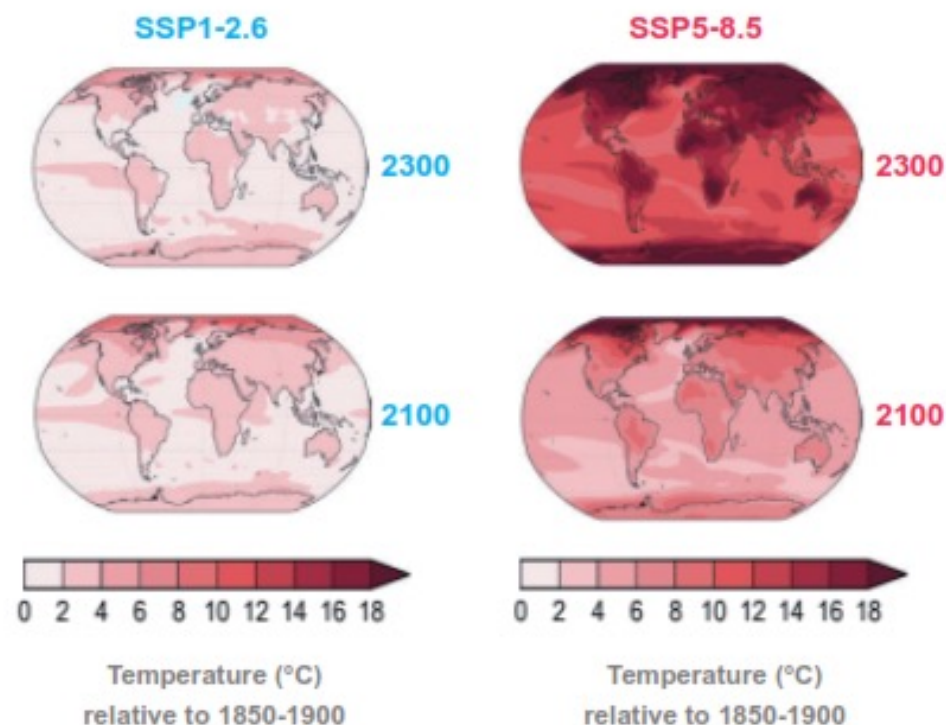 SSP1-2.6
SSP5-8.5
2300
2300
2100
2100
0 2 4 6 8 10 12 14 16 18
0 2 4 6 8 10 12 14 16 18
Temperature (°C)
relative to 1850-1900
Temperature (°C)
relative to 1850-1900